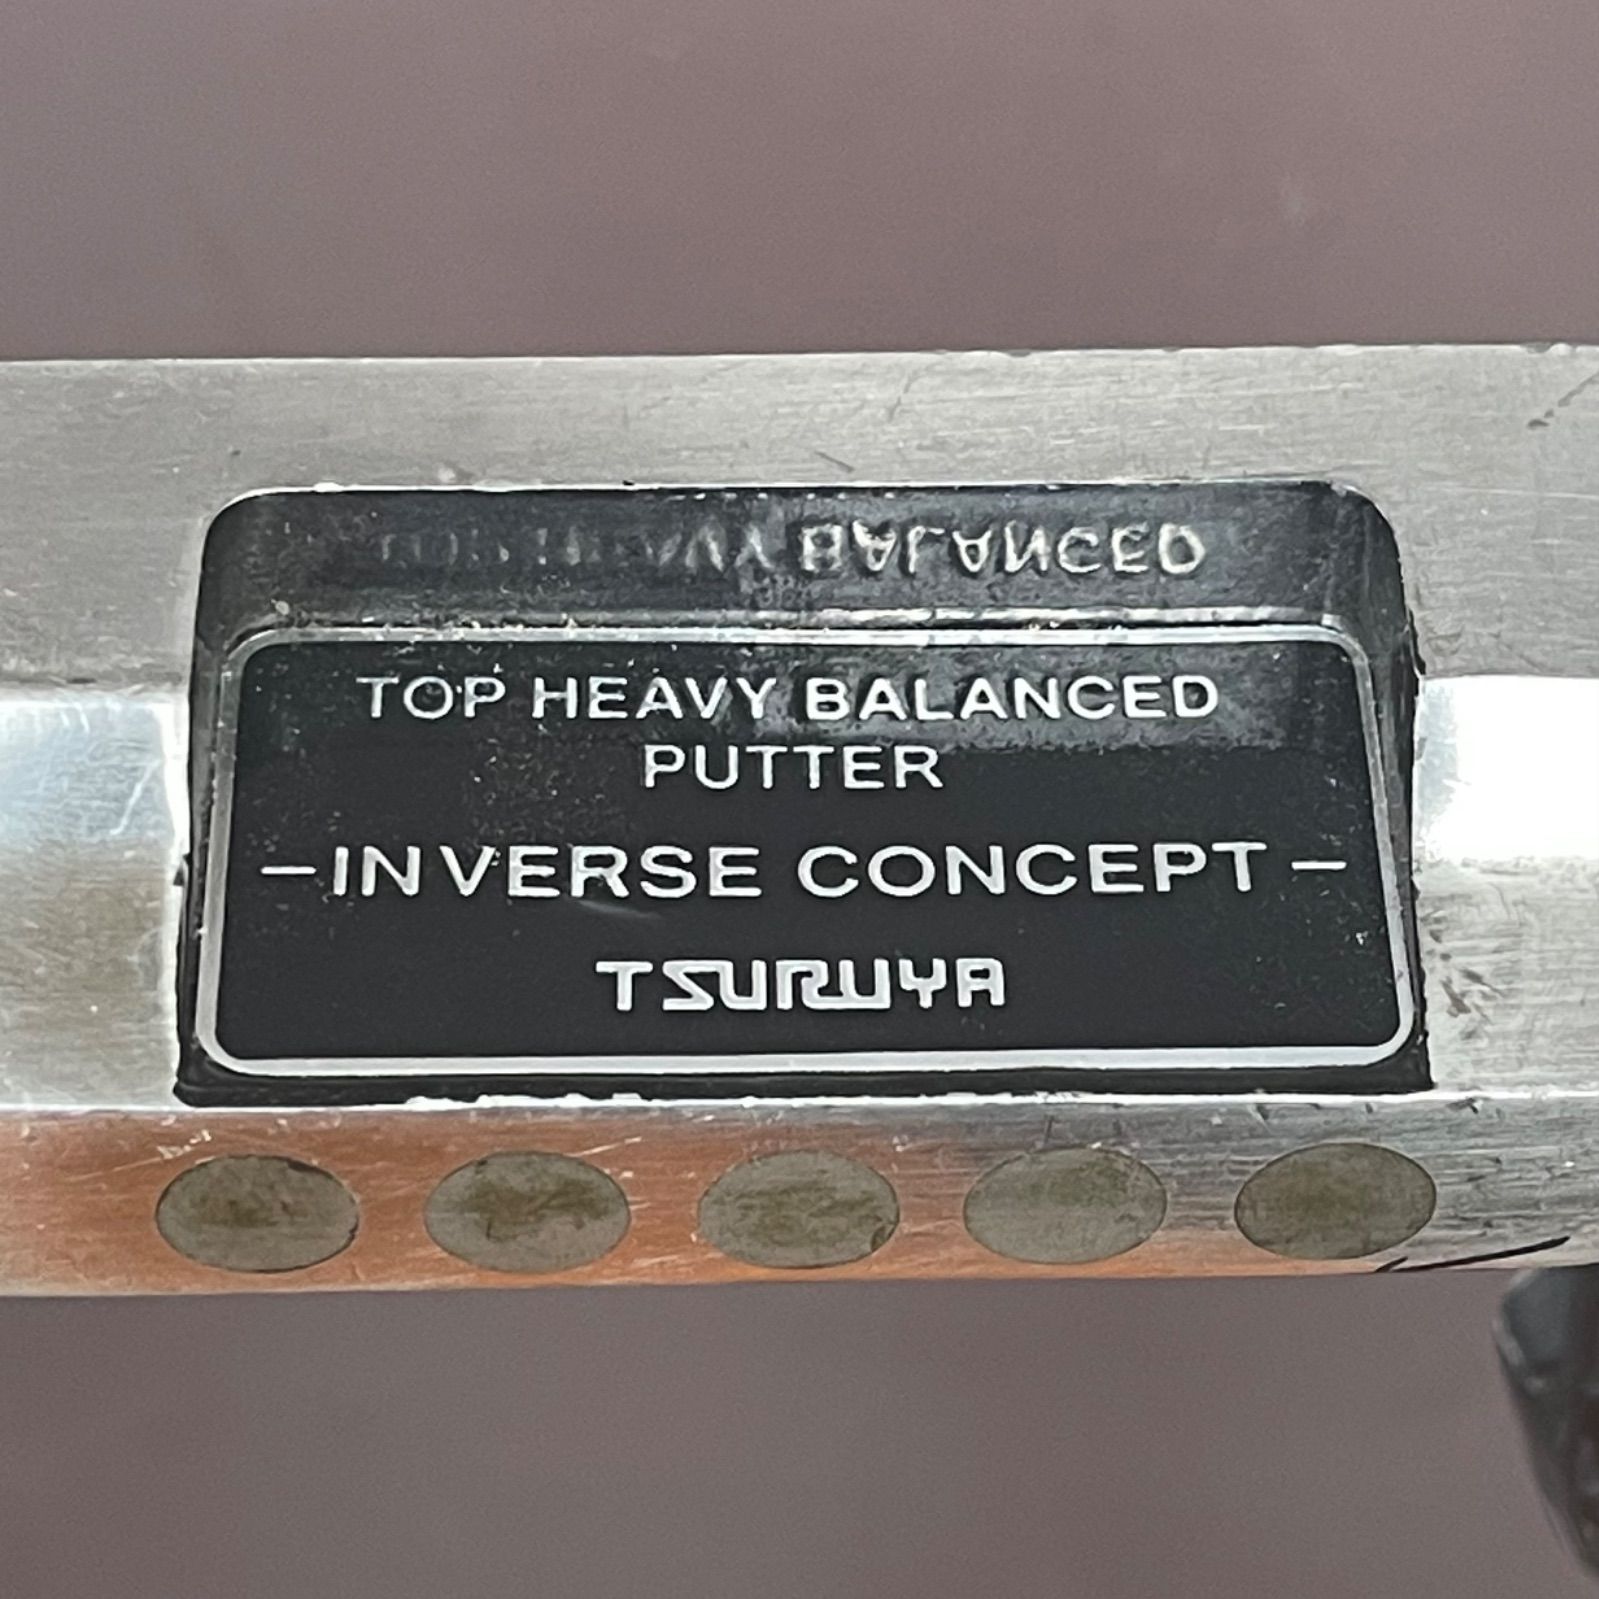 TOP HEAVY BALANCED
PUTTER
–INVERSE CONCEPT–
TSURUYA